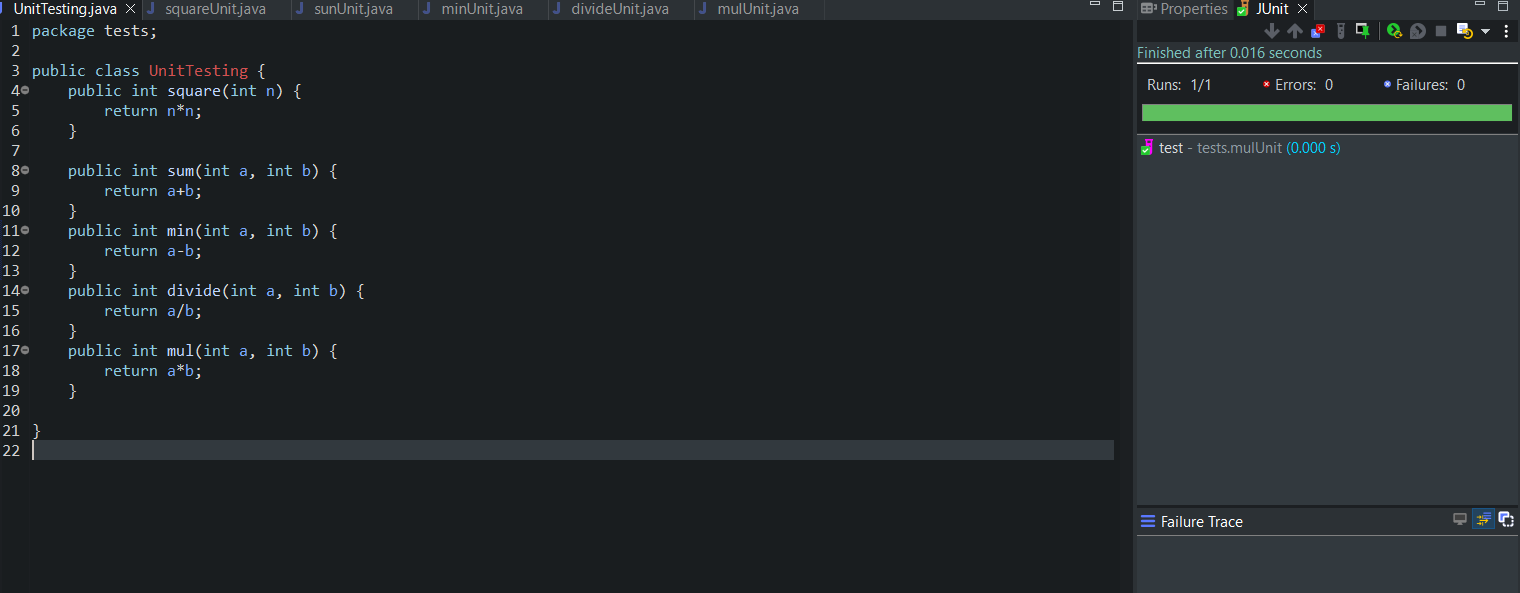 UnitTesting.java squareUnit.java sunUnit.java minUnit.java divideUnit.java mulUnit.java
1 package tests;
2
3 public class UnitTesting {
4 public int square(int n) {
5 return n*n;
6 }
7
8 public int sum(int a, int b) {
9 return a+b;
10 }
11 public int min(int a, int b) {
12 return a-b;
13 }
14 public int divide(int a, int b) {
15 return a/b;
16 }
17 public int mul(int a, int b) {
18 return a*b;
19 }
20
21 }
22
Properties JUnit
Finished after 0.016 seconds
Runs: 1/1 Errors: 0 Failures: 0
test - tests.mulUnit (0.000 s)
Failure Trace